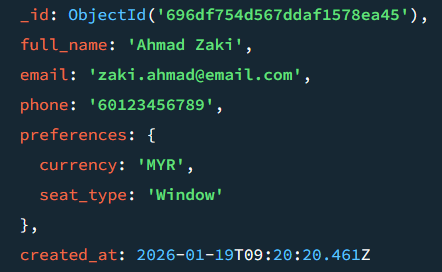 _id: ObjectId('696df754d567ddaf1578ea45'),
full_name: 'Ahmad Zaki',
email: 'zaki.ahmad@email.com',
phone: '60123456789',
preferences: {
currency: 'MYR',
seat_type: 'Window'
},
created_at: 2026-01-19T09:20:20.461Z